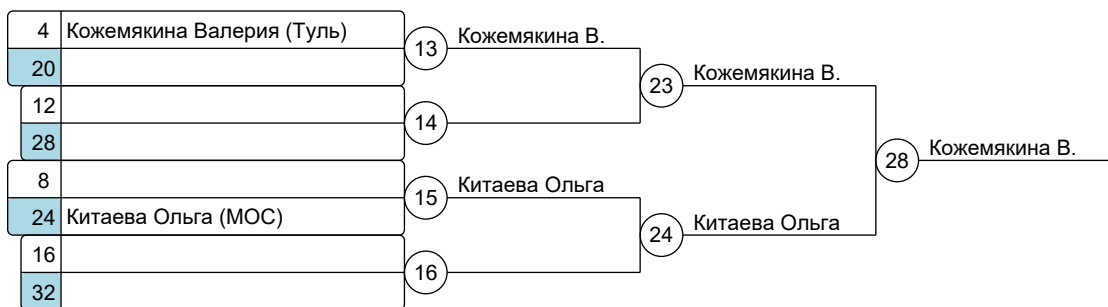 4 Кожемякина Валерия (Туль)
13 Кожемякина В.
20
23 Кожемякина В.
12
14
28
28 Кожемякина В.
8
15 Китаева Ольга
24 Китаева Ольга (МОС)
24 Китаева Ольга
16
16
32